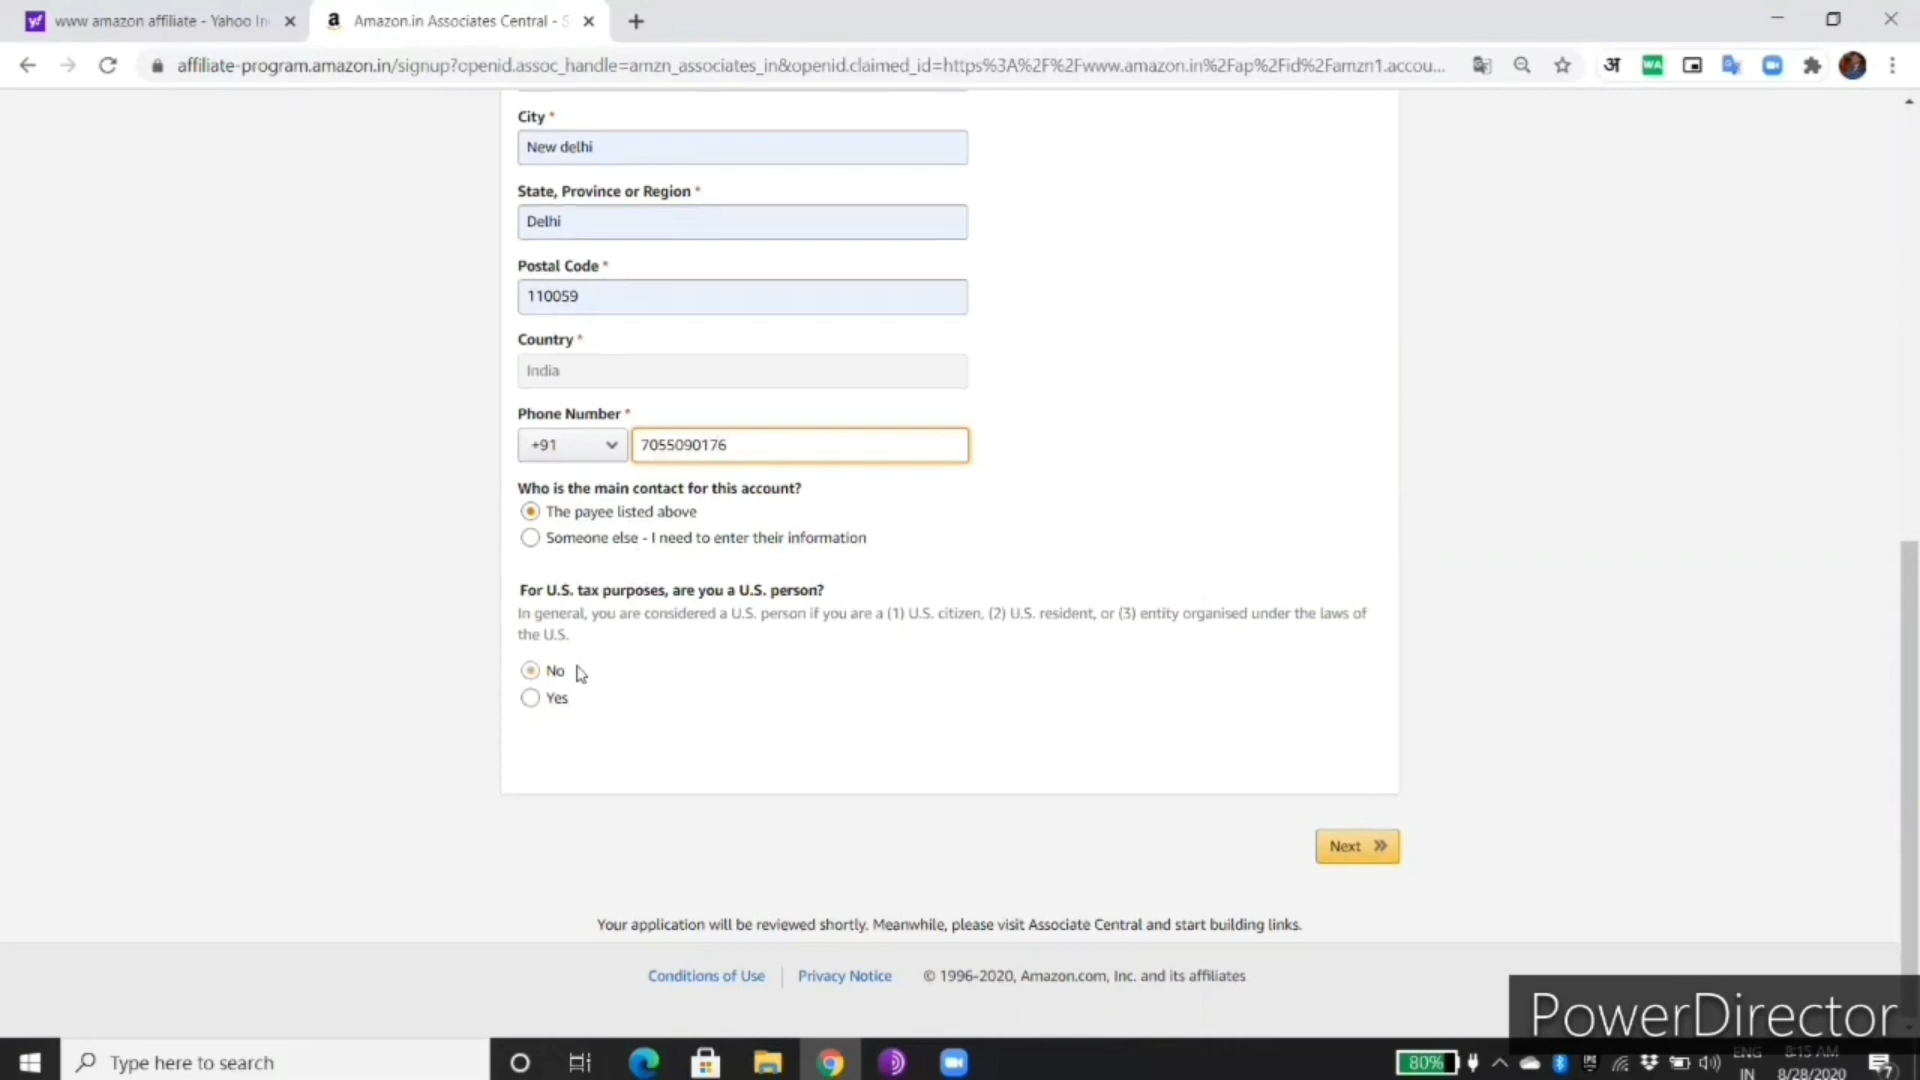 www amazon affiliate - Yahoo In
Amazon.in Associates Central - S
affiliate-program.amazon.in/signup?openid.assoc_handle=amzn_associates_in&openid.claimed_id=https%3A%2F%2Fwww.amazon.in%2Fap%2Fid%2Famzn1.accou...
अ
WA
City *
New delhi
State, Province or Region *
Delhi
Postal Code *
110059
Country *
India
Phone Number *
+91
7055090176
Who is the main contact for this account?
The payee listed above
Someone else - I need to enter their information
For U.S. tax purposes, are you a U.S. person?
In general, you are considered a U.S. person if you are a (1) U.S. citizen, (2) U.S. resident, or (3) entity organised under the laws of
the U.S.
No
Yes
Next »
Your application will be reviewed shortly. Meanwhile, please visit Associate Central and start building links.
Conditions of Use
Privacy Notice
© 1996-2020, Amazon.com, Inc. and its affiliates
PowerDirector
Type here to search
80%
ENG
IN
8:15 AM
8/28/2020
7